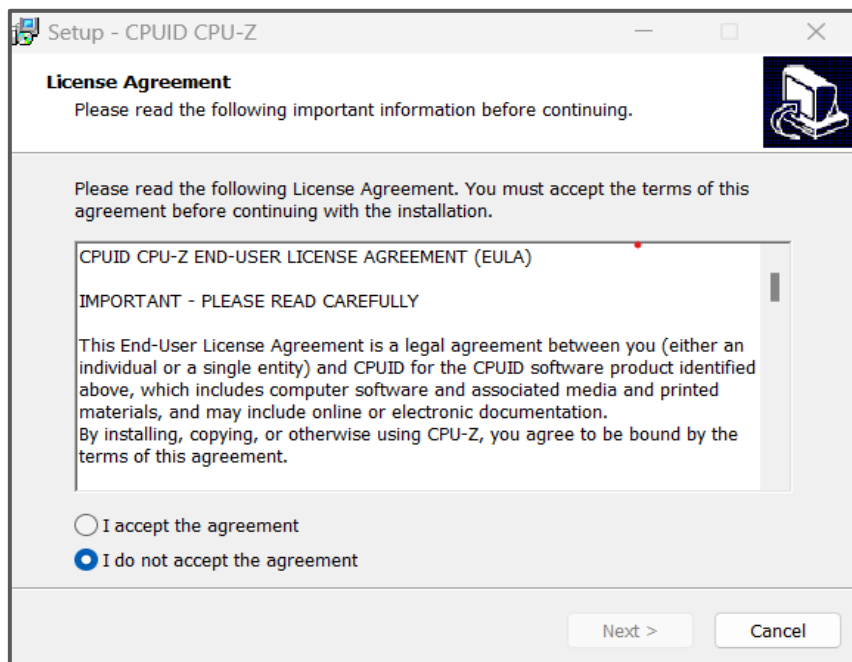 Setup - CPUID CPU-Z
License Agreement
Please read the following important information before continuing.
Please read the following License Agreement. You must accept the terms of this
agreement before continuing with the installation.
CPUID CPU-Z END-USER LICENSE AGREEMENT (EULA)
IMPORTANT - PLEASE READ CAREFULLY
This End-User License Agreement is a legal agreement between you (either an
individual or a single entity) and CPUID for the CPUID software product identified
above, which includes computer software and associated media and printed
materials, and may include online or electronic documentation.
By installing, copying, or otherwise using CPU-Z, you agree to be bound by the
terms of this agreement.
I accept the agreement
I do not accept the agreement
Next >
Cancel